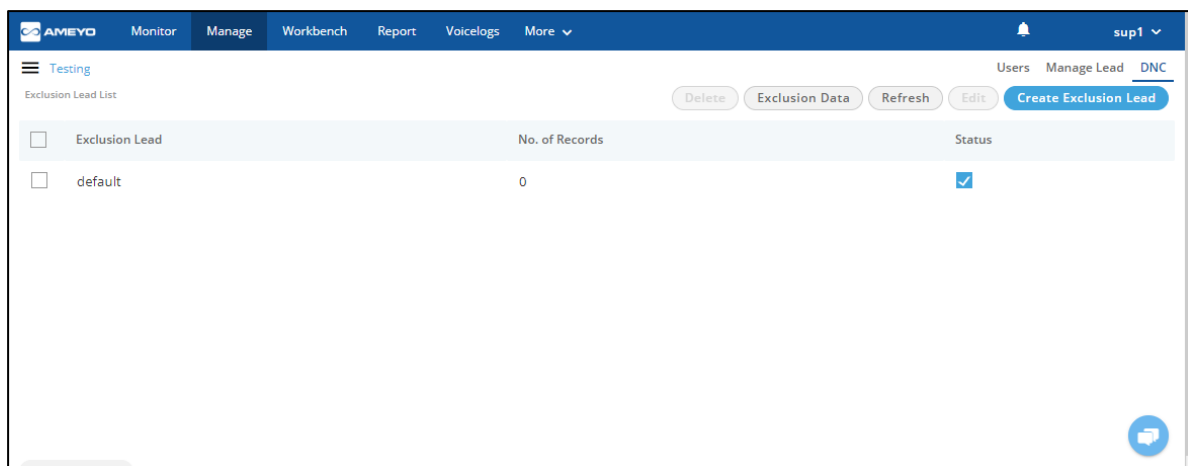 AMEYO Monitor Manage Workbench Report Voicelogs More sup1
Testing Users Manage Lead DNC
Exclusion Lead List Delete Exclusion Data Refresh Edit Create Exclusion Lead
Exclusion Lead No. of Records Status
default 0